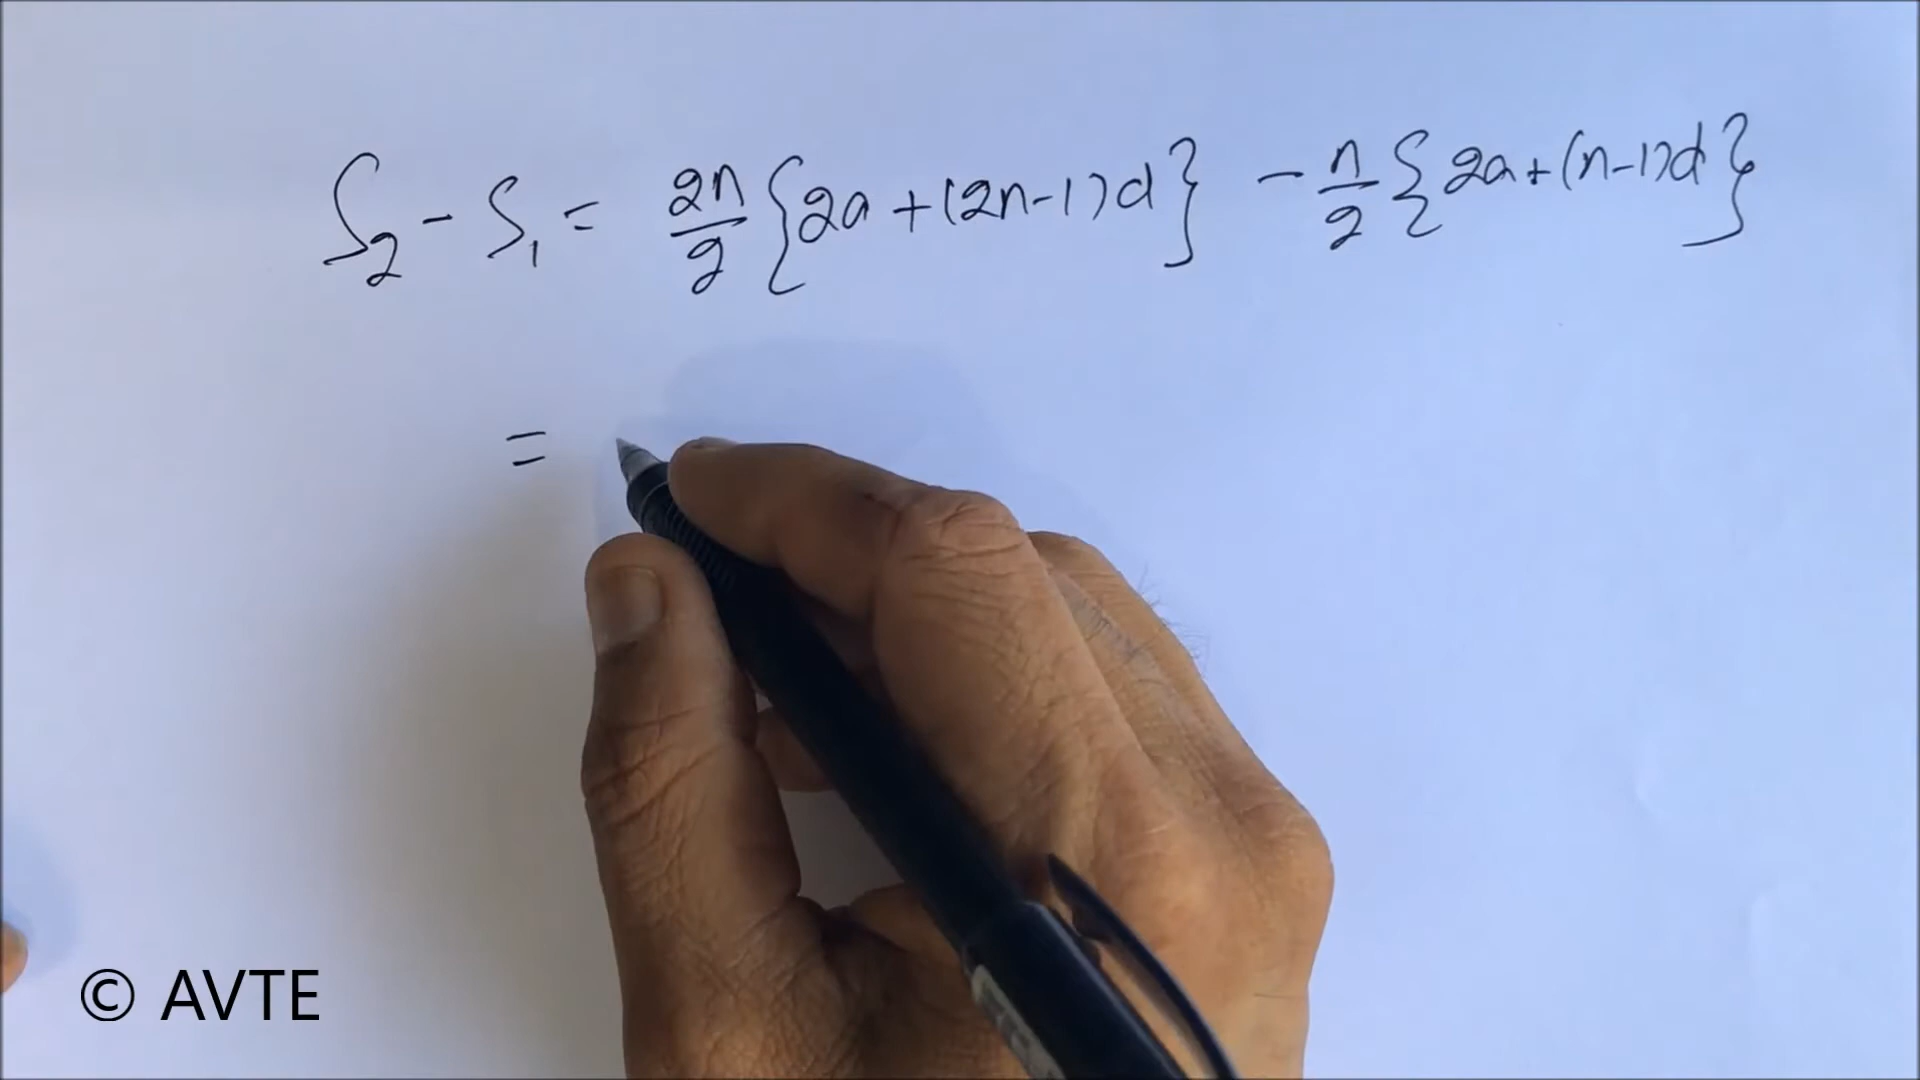 S₂ - S₁ = 2n/2 {2a + (2n-1)d} - n/2 {2a + (n-1)d}
=
© AVTE